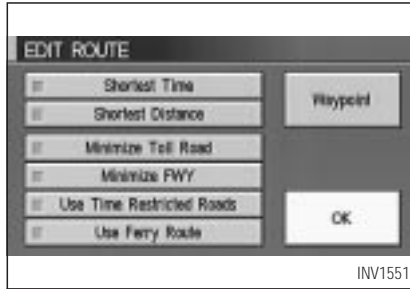 EDIT ROUTE
Shortest Time
Shortest Distance
Minimize Toll Road
Minimize FWY
Use Time Restricted Roads
Use Ferry Route
Waypoint
OK
INV1551